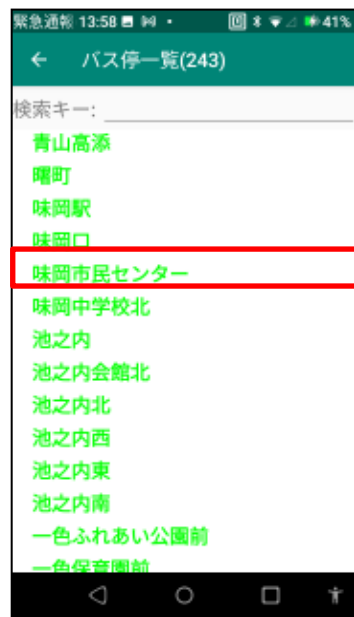 緊急通報 13:58 41%
バス停一覧(243)
検索キー:
青山高添
曙町
味岡駅
味岡口
味岡市民センター
味岡中学校北
池之内
池之内会館北
池之内北
池之内西
池之内東
池之内南
一色ふれあい公園前
一色保育園前